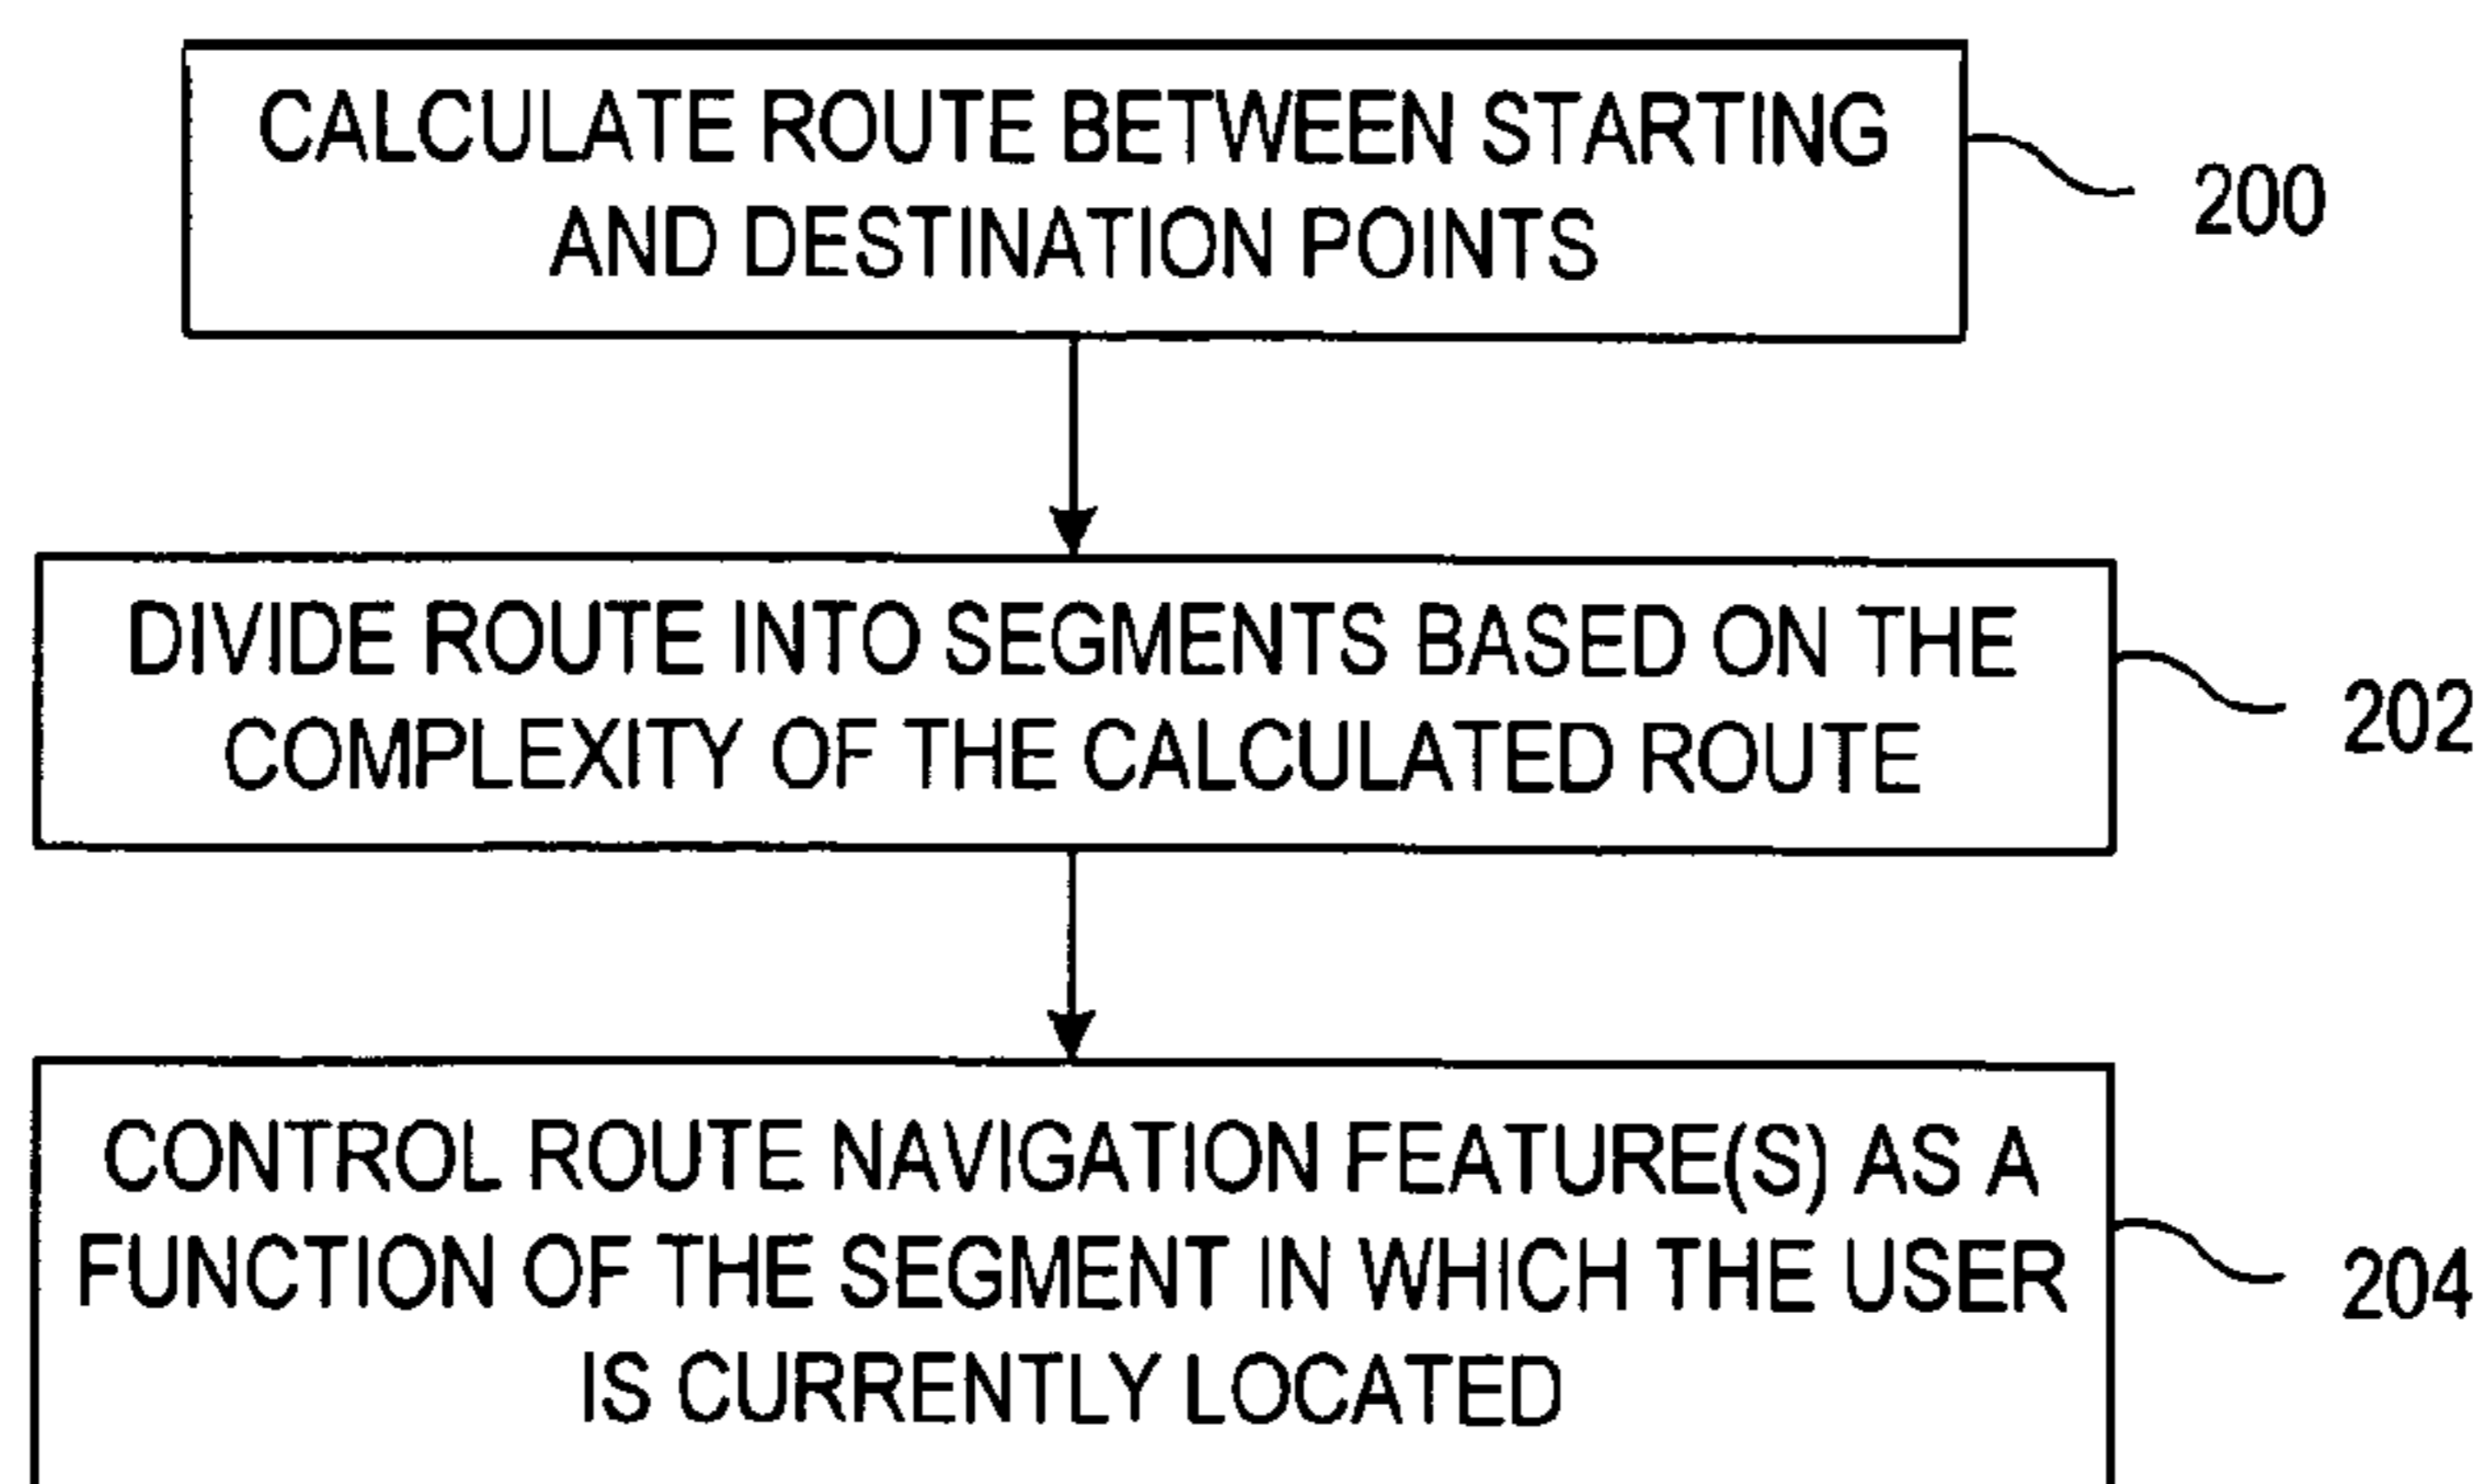 CALCULATE ROUTE BETWEEN STARTING
AND DESTINATION POINTS
200
DIVIDE ROUTE INTO SEGMENTS BASED ON THE
COMPLEXITY OF THE CALCULATED ROUTE
202
CONTROL ROUTE NAVIGATION FEATURE(S) AS A
FUNCTION OF THE SEGMENT IN WHICH THE USER
IS CURRENTLY LOCATED
204